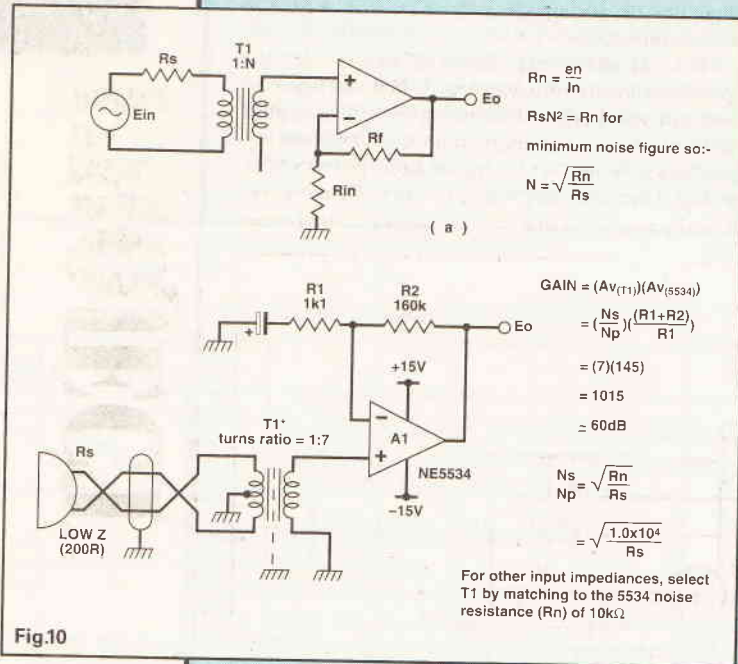 Rs
T1
1:N
Ein
+
−
Eo
Rf
Rin
( a )
Rn = en/in
RsN² = Rn for
minimum noise figure so:-
N = √Rn/Rs
R1
1k1
R2
160k
+
Eo
+15V
−
A1
+
NE5534
−15V
T1*
turns ratio = 1:7
Rs
LOW Z
(200R)
GAIN = (Av(T1))(Av(5534))
= (Ns/Np)((R1+R2)/R1)
= (7)(145)
= 1015
≃ 60dB
Ns/Np = √Rn/Rs
= √1.0x10⁴/Rs
For other input impediances, select
T1 by matching to the 5534 noise
resistance (Rn) of 10kΩ
Fig.10